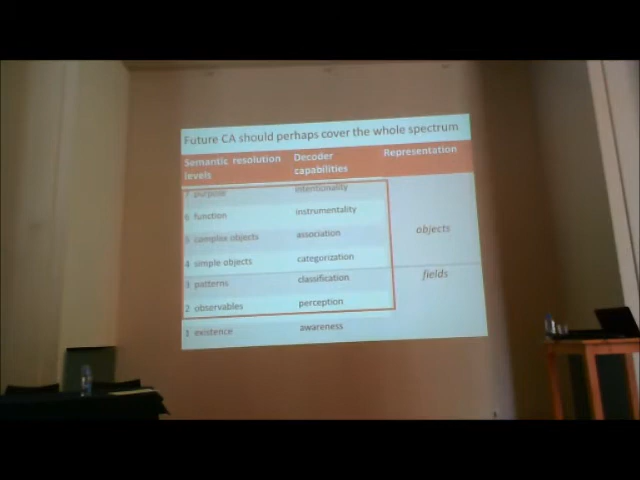 Future CA should perhaps cover the whole spectrum
Semantic resolution levels Decoder capabilities Representation
7 purpose intentionality
6 function instrumentality
5 complex objects association objects
4 simple objects categorization
3 patterns classification fields
2 observables perception
1 existence awareness